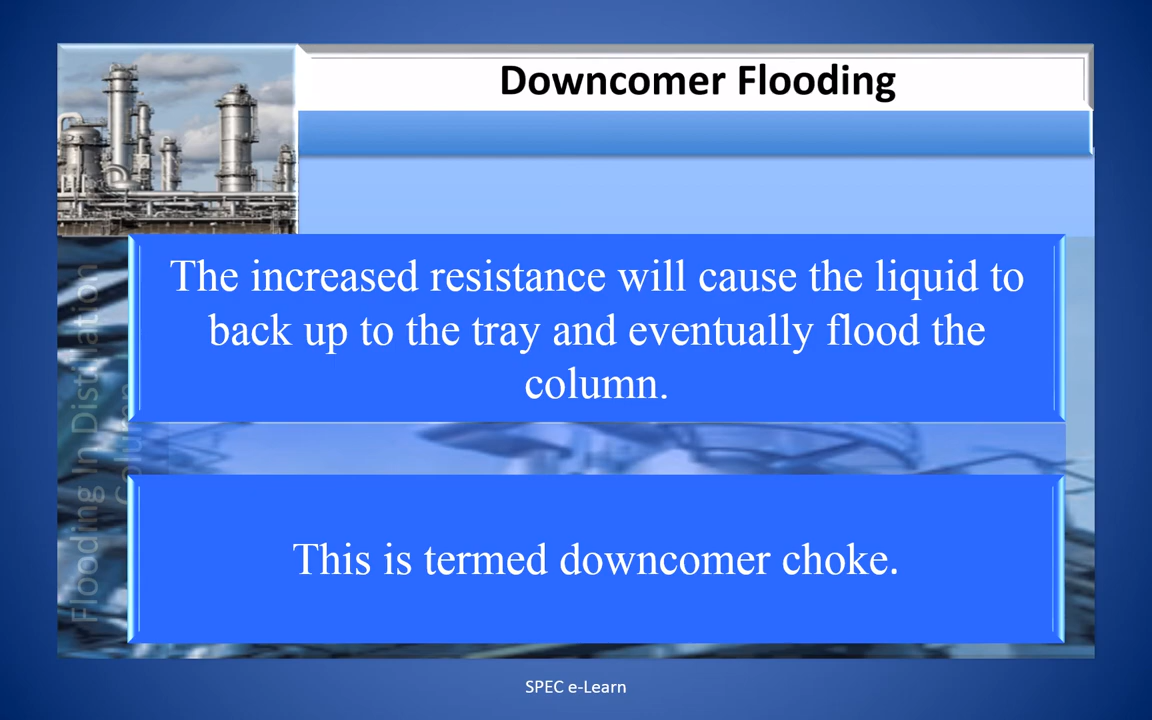 Downcomer Flooding
The increased resistance will cause the liquid to
back up to the tray and eventually flood the
column.
This is termed downcomer choke.
Flooding In Distillation
Column
SPEC e-Learn